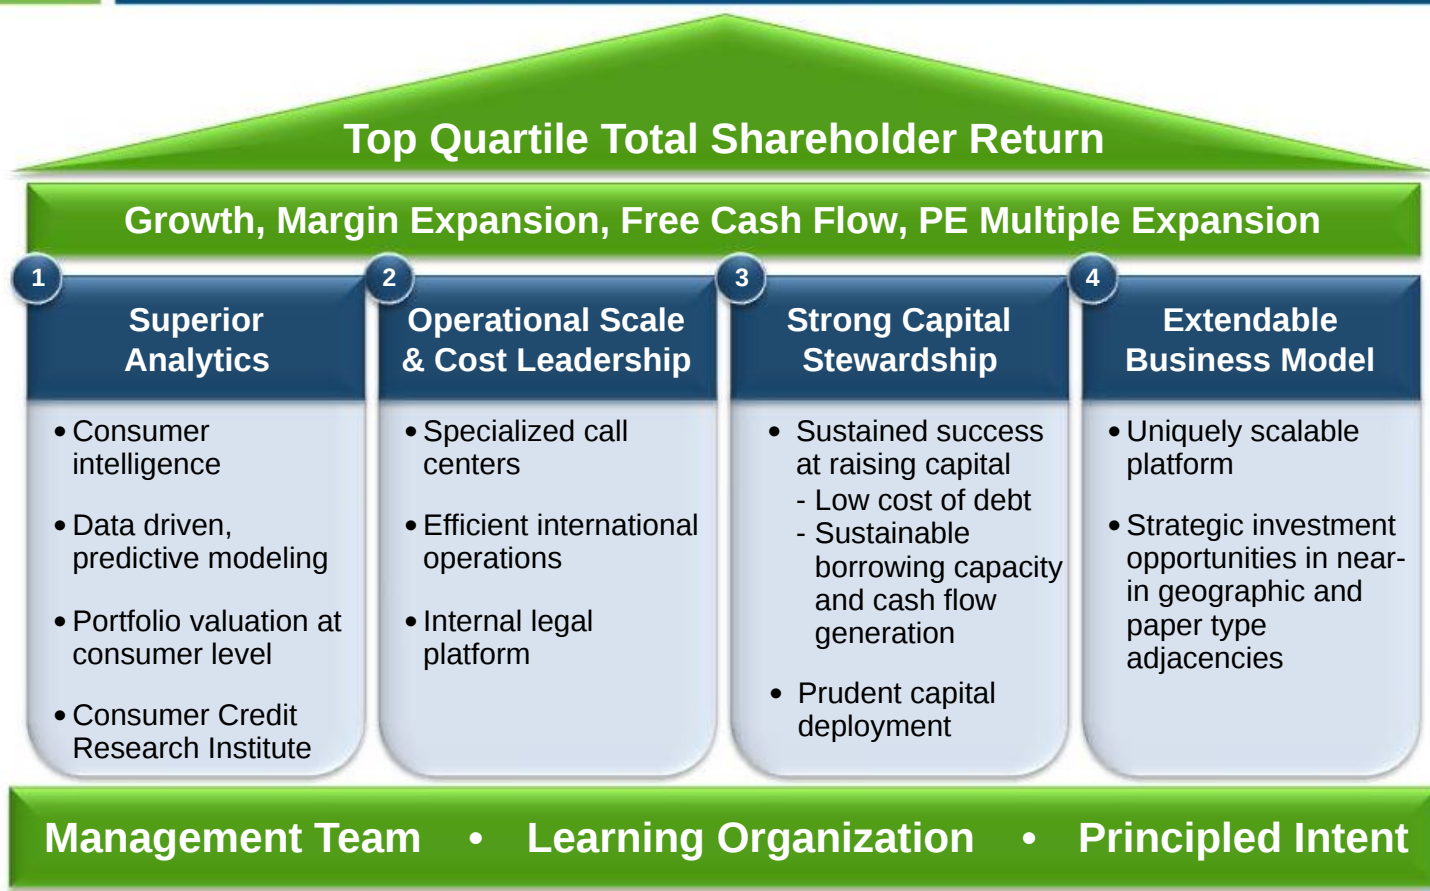 Top Quartile Total Shareholder Return
Growth, Margin Expansion, Free Cash Flow, PE Multiple Expansion
1
Superior
Analytics
• Consumer
intelligence
• Data driven,
predictive modeling
• Portfolio valuation at
consumer level
• Consumer Credit
Research Institute
2
Operational Scale
& Cost Leadership
• Specialized call
centers
• Efficient international
operations
• Internal legal
platform
3
Strong Capital
Stewardship
• Sustained success
at raising capital
- Low cost of debt
- Sustainable
borrowing capacity
and cash flow
generation
• Prudent capital
deployment
4
Extendable
Business Model
• Uniquely scalable
platform
• Strategic investment
opportunities in near-
in geographic and
paper type
adjacencies
Management Team • Learning Organization • Principled Intent